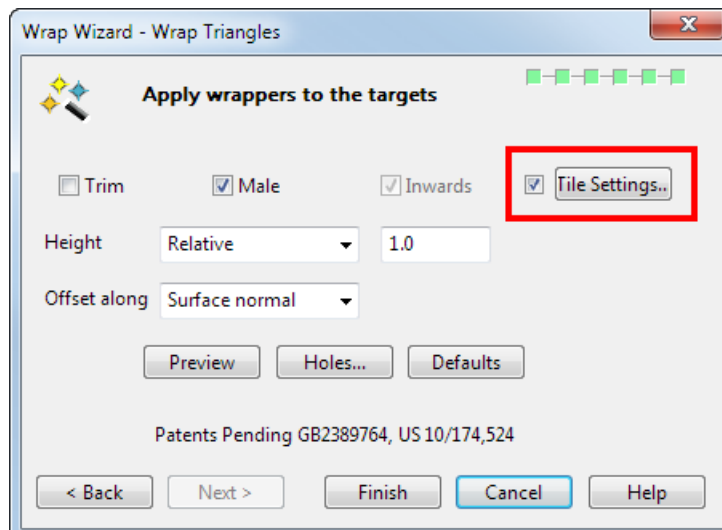 Wrap Wizard - Wrap Triangles
X
Apply wrappers to the targets
Trim Male Inwards Tile Settings..
Height Relative 1.0
Offset along Surface normal
Preview Holes... Defaults
Patents Pending GB2389764, US 10/174,524
< Back Next > Finish Cancel Help